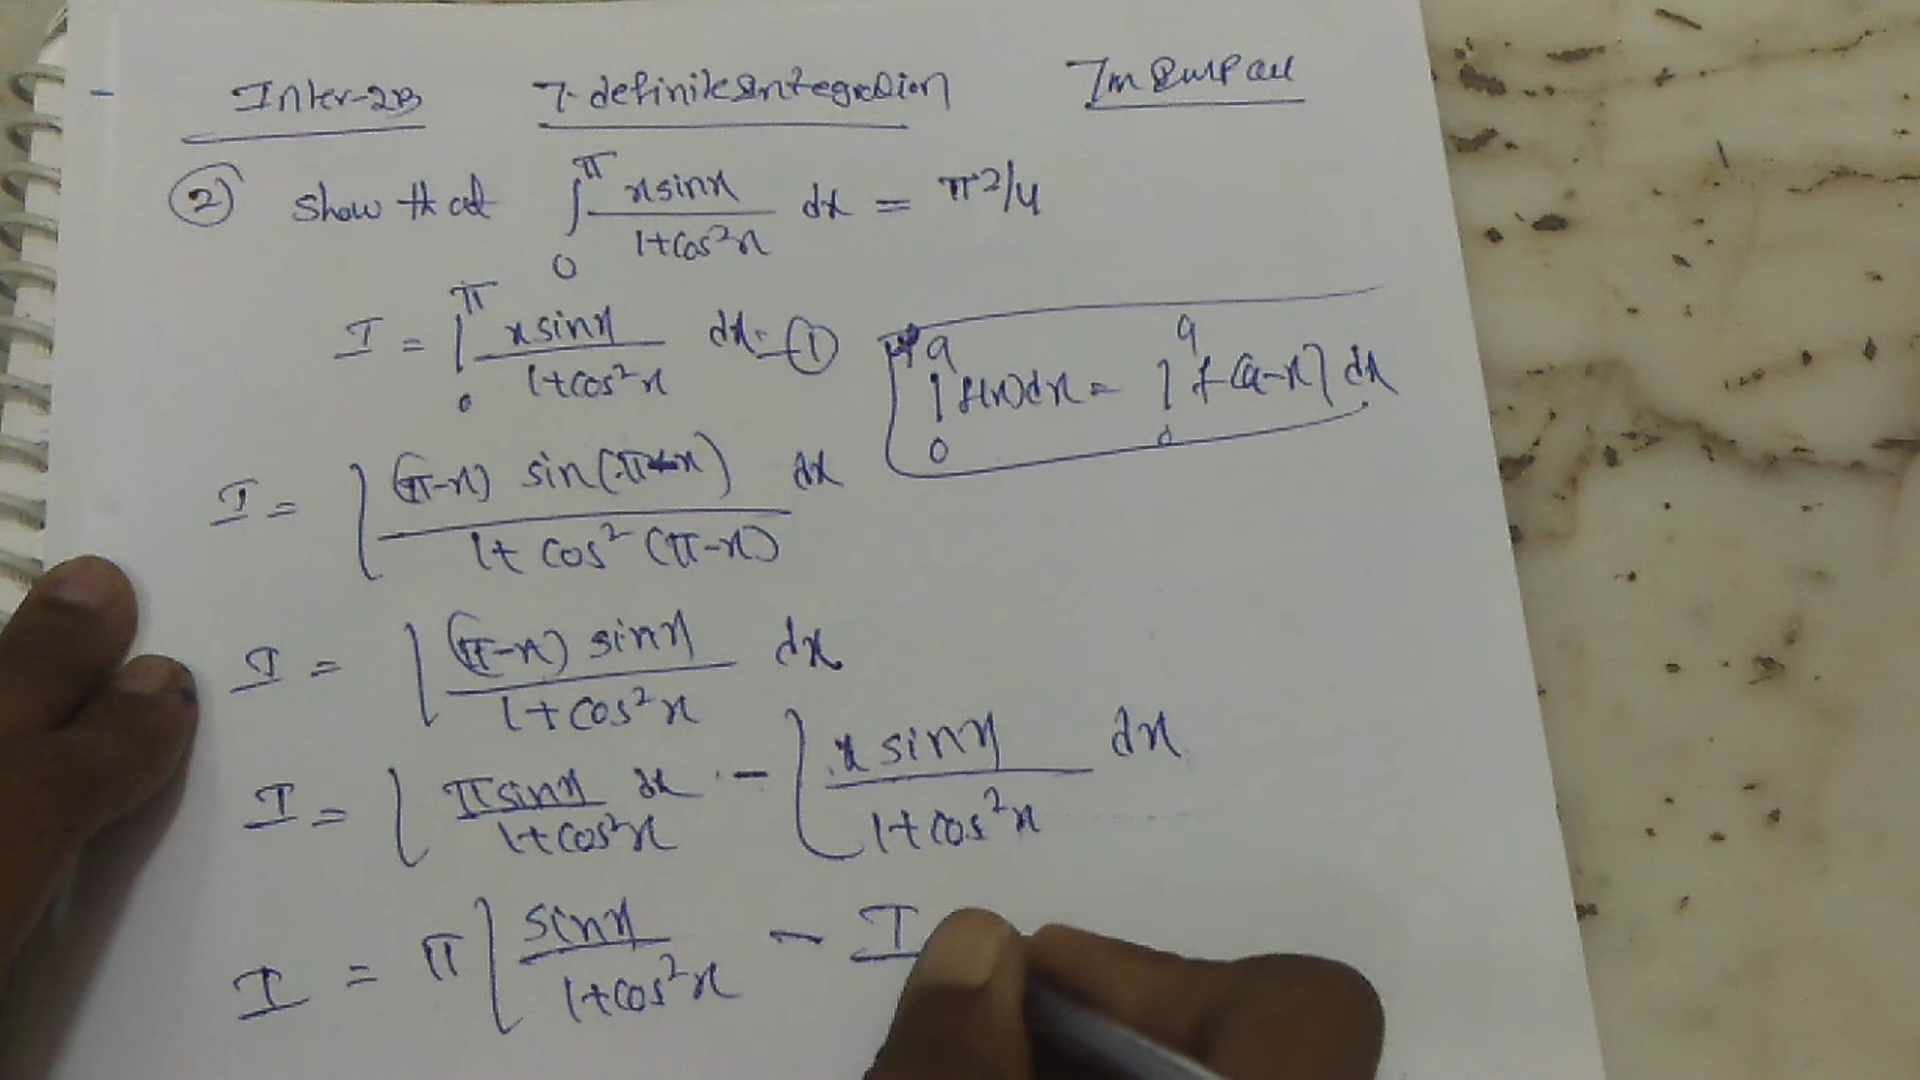 Inter-2B 7-definite Integration Im
② Show that ∫₀^π x sinx / 1+cos²x dx = π²/4
I = ∫₀^π x sinx / 1+cos²x dx -①
∫₀^a f(x)dx = ∫₀^a f(a-x) dx
I = ∫ (π-x) sin(π-x) / 1+cos²(π-x) dx
I = ∫ (π-x) sinx / 1+cos²x dx
I = ∫ π sinx / 1+cos²x dx - ∫ x sinx / 1+cos²x dx
I = π ∫ sinx / 1+cos²x - I